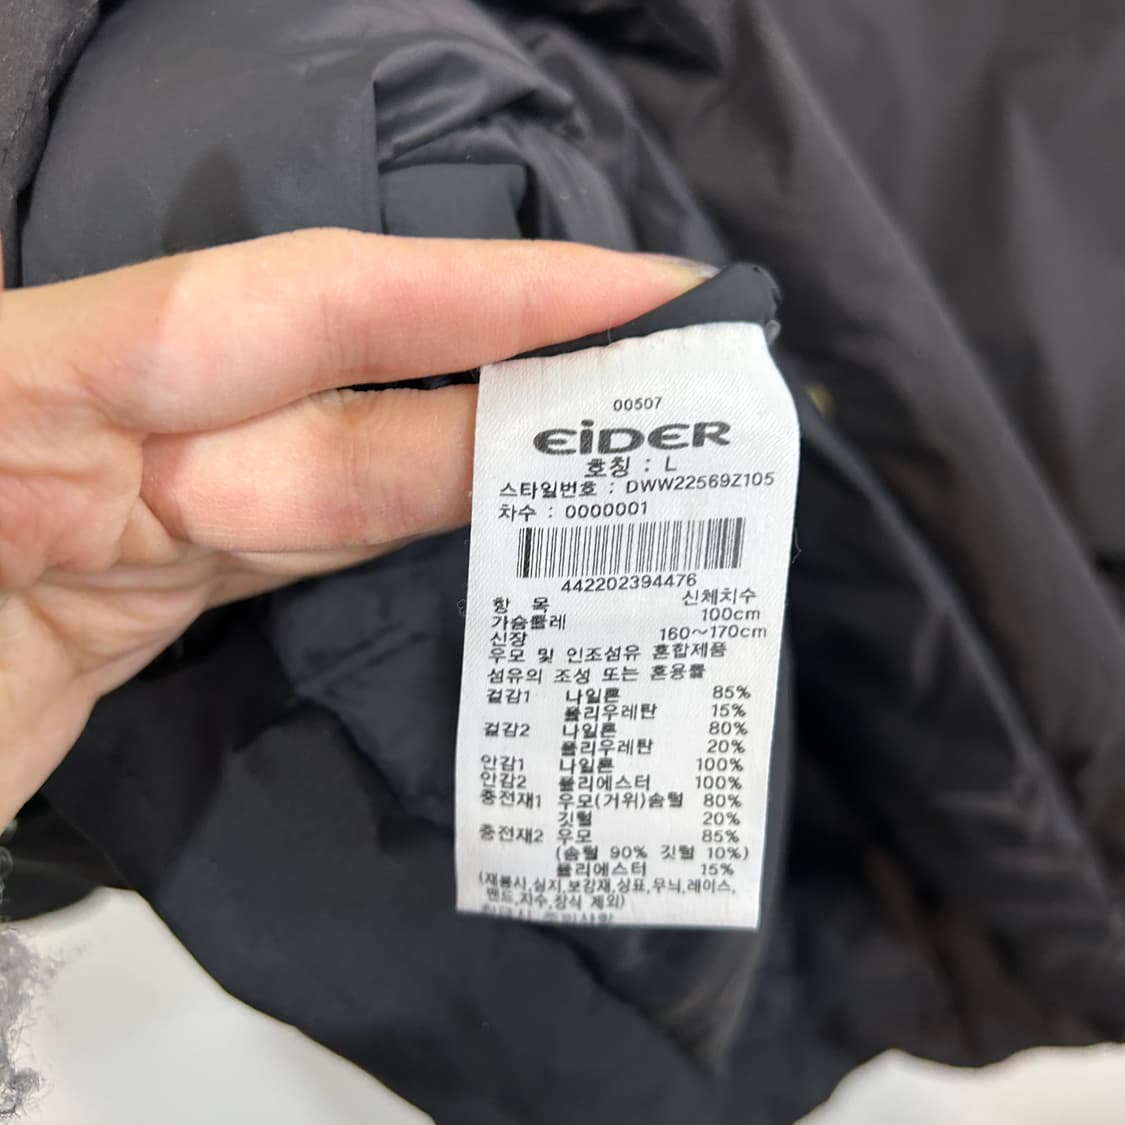 00507
EiDER
호칭 : L
스타일번호 : DWW22569Z105
차수 : 0000001
442202394476
항 목 신체치수
가슴둘레 100cm
신장 160~170cm
우모 및 인조섬유 혼합제품
섬유의 조성 또는 혼용률
겉감1 나일론 85%
폴리우레탄 15%
겉감2 나일론 80%
폴리우레탄 20%
안감1 나일론 100%
안감2 폴리에스터 100%
충전재1 우모(거위)솜털 80%
깃털 20%
충전재2 우모 85%
(솜털 90% 깃털 10%)
폴리에스터 15%
(재봉사,심지,보강재,상표,무늬,레이스,
밴드,자수,장식 제외)
취급시 주의사항